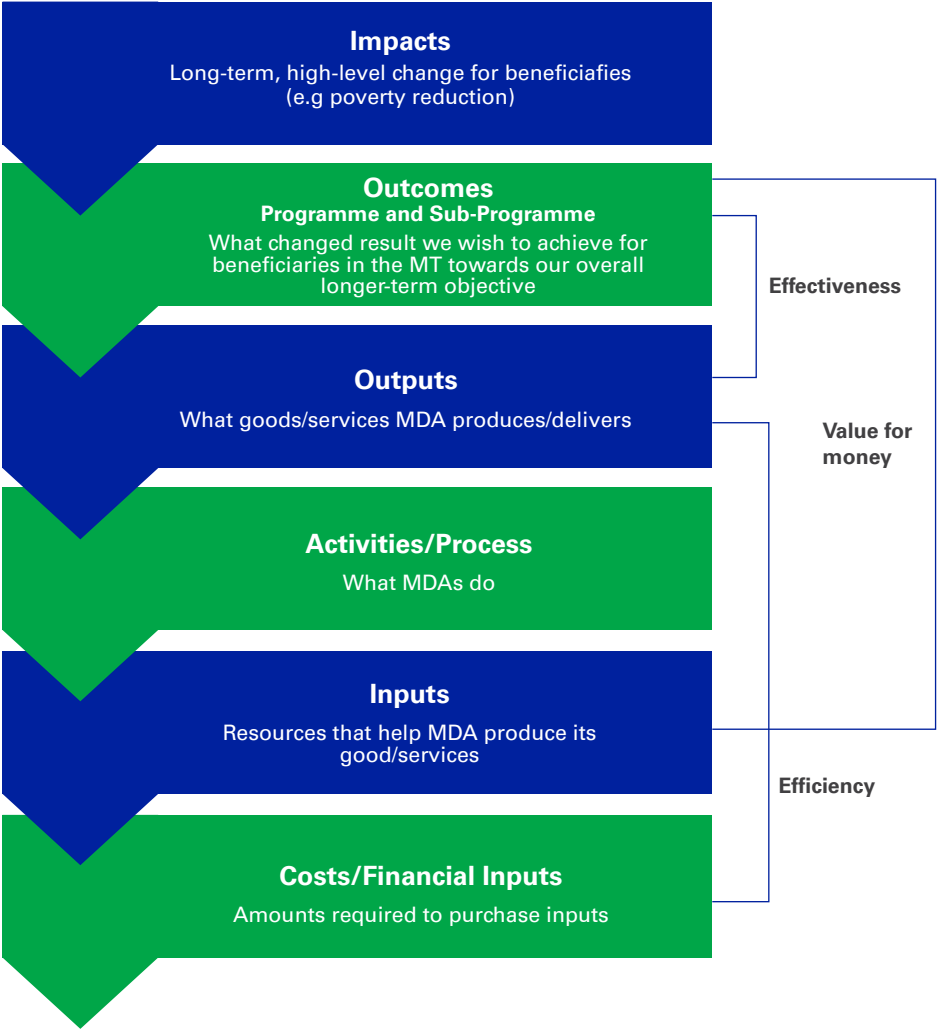 Impacts
Long-term, high-level change for beneficiafies
(e.g poverty reduction)
Outcomes
Programme and Sub-Programme
What changed result we wish to achieve for
beneficiaries in the MT towards our overall
longer-term objective
Effectiveness
Outputs
What goods/services MDA produces/delivers
Value for
money
Activities/Process
What MDAs do
Inputs
Resources that help MDA produce its
good/services
Efficiency
Costs/Financial Inputs
Amounts required to purchase inputs